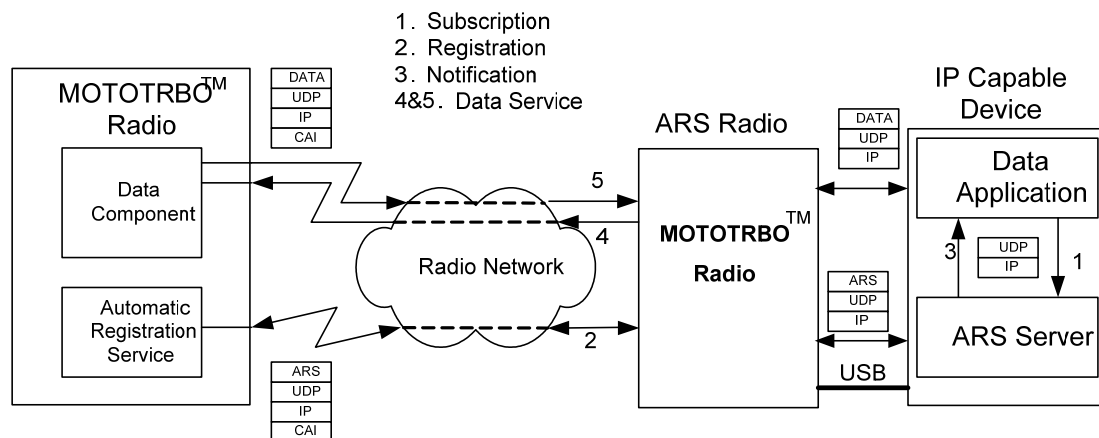 1. Subscription
2. Registration
3. Notification
4&5. Data Service
MOTOTRBO™
Radio
DATA
UDP
IP
CAI
Data
Component
Automatic
Registration
Service
ARS
UDP
IP
CAI
Radio Network
5
4
2
ARS Radio
MOTOTRBO™
Radio
DATA
UDP
IP
ARS
UDP
IP
USB
IP Capable
Device
Data
Application
3
UDP
IP
1
ARS Server